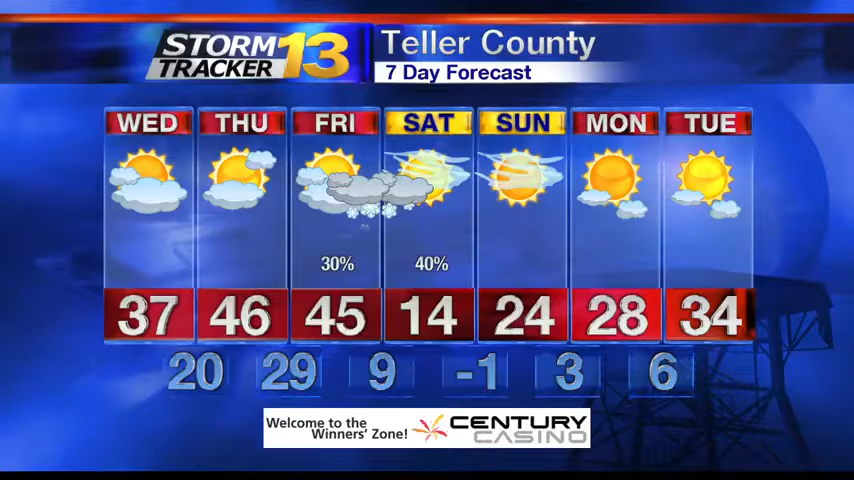 STORM 13
TRACKER
Teller County
7 Day Forecast
WED THU FRI SAT SUN MON TUE
30% 40%
37 46 45 14 24 28 34
20 29 9 -1 3 6
Welcome to the
Winners' Zone!
CENTURY
CASINO